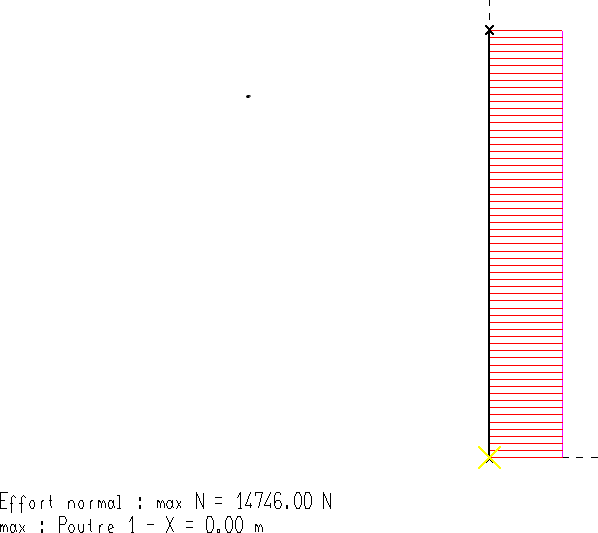 Effort normal : max N = 14746.00 N
max : Poutre 1 - X = 0.00 m